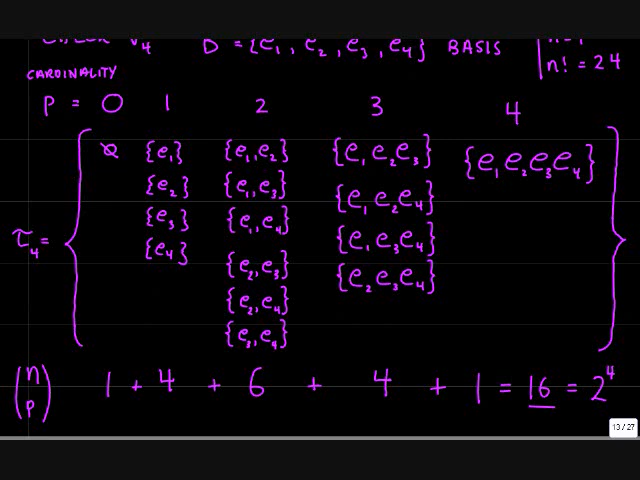 V₄ B = {e₁, e₂, e₃, e₄} BASIS
n! = 24
CARDINALITY
P = 0 1 2 3 4
∅ {e₁} {e₁,e₂} {e₁e₂e₃} {e₁e₂e₃e₄}
{e₂} {e₁,e₃} {e₁e₂e₄}
{e₃} {e₁,e₄} {e₁e₃e₄}
τ₄ =
{e₄} {e₂,e₃} {e₂e₃e₄}
{e₂,e₄}
{e₃,e₄}
(n p) 1 + 4 + 6 + 4 + 1 = 16 = 2⁴
13 / 27